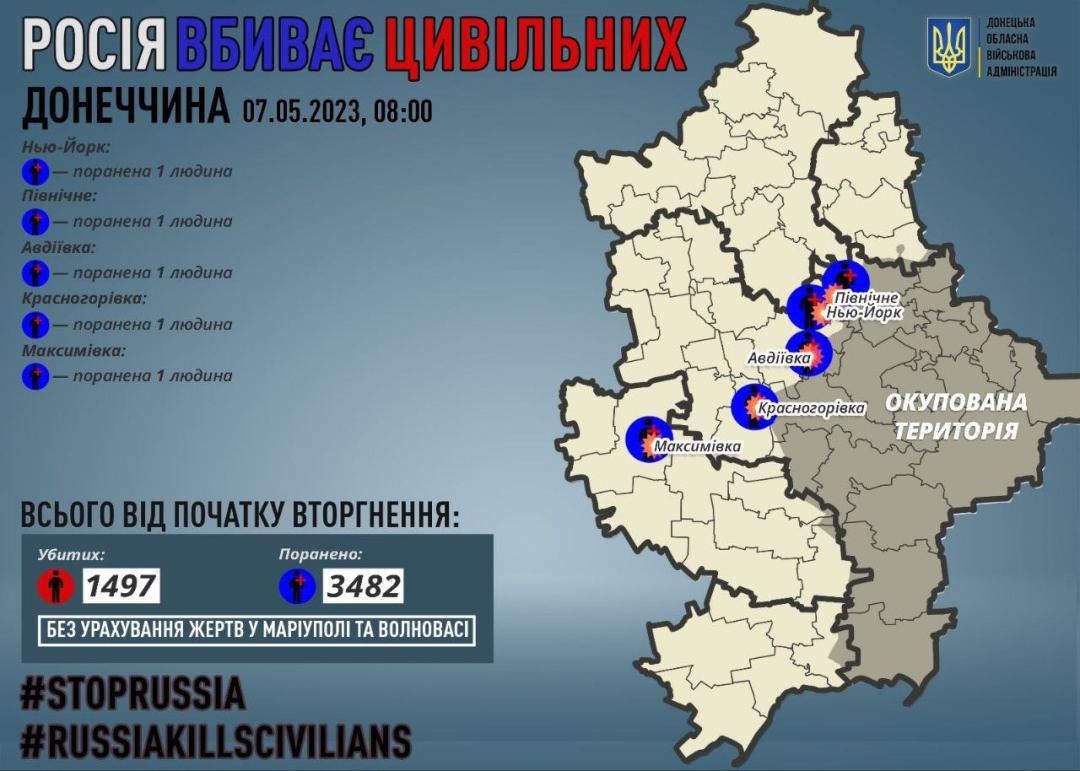 РОСІЯ ВБИВАЄ ЦИВІЛЬНИХ
ДОНЕЦЬКА
ОБЛАСНА
ВІЙСЬКОВА
АДМІНІСТРАЦІЯ
ДОНЕЧЧИНА 07.05.2023, 08:00
Нью-Йорк:
— поранена 1 людина
Північне:
— поранена 1 людина
Авдіївка:
— поранена 1 людина
Красногорівка:
— поранена 1 людина
Максимівка:
— поранена 1 людина
Північне
Нью-Йорк
Авдіївка
Красногорівка
Максимівка
ОКУПОВАНА
ТЕРИТОРІЯ
ВСЬОГО ВІД ПОЧАТКУ ВТОРГНЕННЯ:
Убитих: Поранено:
1497 3482
БЕЗ УРАХУВАННЯ ЖЕРТВ У МАРІУПОЛІ ТА ВОЛНОВАСІ
#STOPRUSSIA
#RUSSIAKILLSCIVILIANS